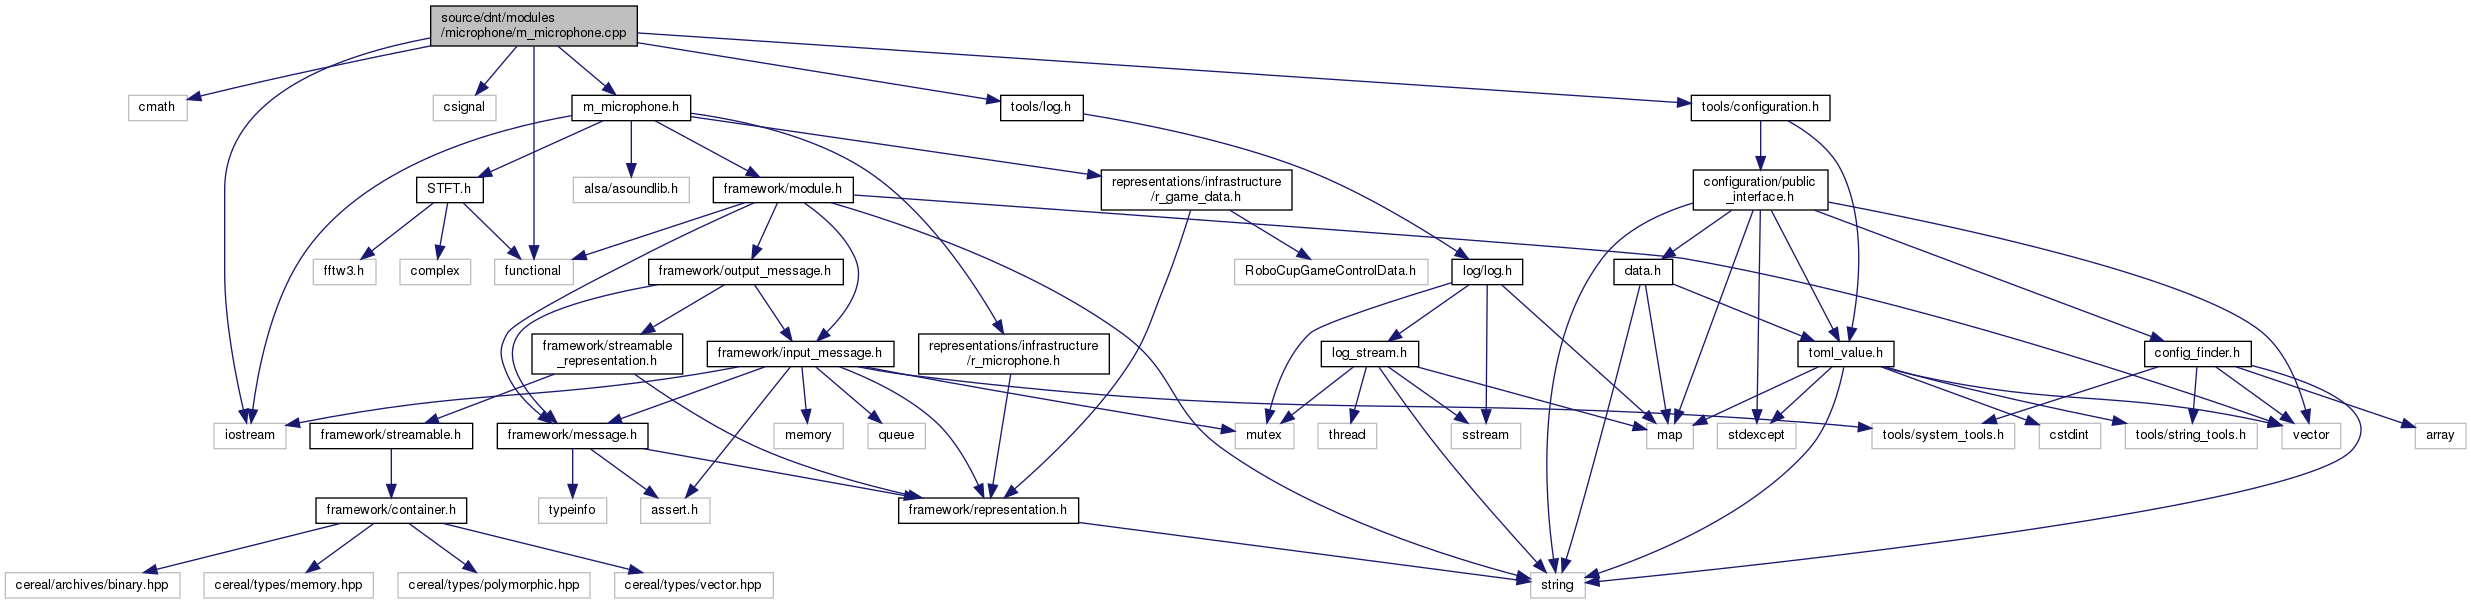 source/dnt/modules
/microphone/m_microphone.cpp
cmath
csignal
m_microphone.h
tools/log.h
tools/configuration.h
STFT.h
alsa/asoundlib.h
framework/module.h
representations/infrastructure
/r_game_data.h
configuration/public
_interface.h
fftw3.h
complex
functional
framework/output_message.h
RoboCupGameControlData.h
log/log.h
data.h
framework/streamable
_representation.h
framework/input_message.h
representations/infrastructure
/r_microphone.h
log_stream.h
toml_value.h
config_finder.h
iostream
framework/streamable.h
framework/message.h
memory
queue
mutex
thread
sstream
map
stdexcept
tools/system_tools.h
cstdint
tools/string_tools.h
vector
array
framework/container.h
typeinfo
assert.h
framework/representation.h
cereal/archives/binary.hpp
cereal/types/memory.hpp
cereal/types/polymorphic.hpp
cereal/types/vector.hpp
string